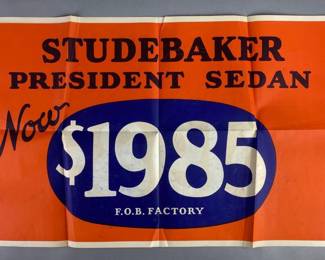 STUDEBAKER
PRESIDENT SEDAN
Now
$1985
F.O.B. FACTORY